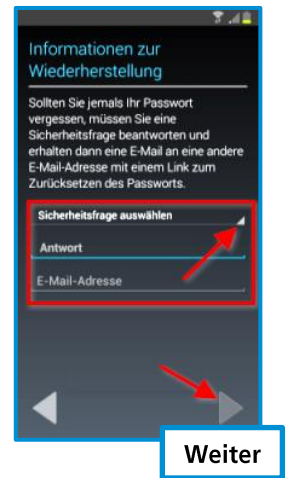 Informationen zur
Wiederherstellung
Sollten Sie jemals Ihr Passwort
vergessen, müssen Sie eine
Sicherheitsfrage beantworten und
erhalten dann eine E-Mail an eine andere
E-Mail-Adresse mit einem Link zum
Zurücksetzen des Passworts.
Sicherheitsfrage auswählen
Antwort
E-Mail-Adresse
Weiter